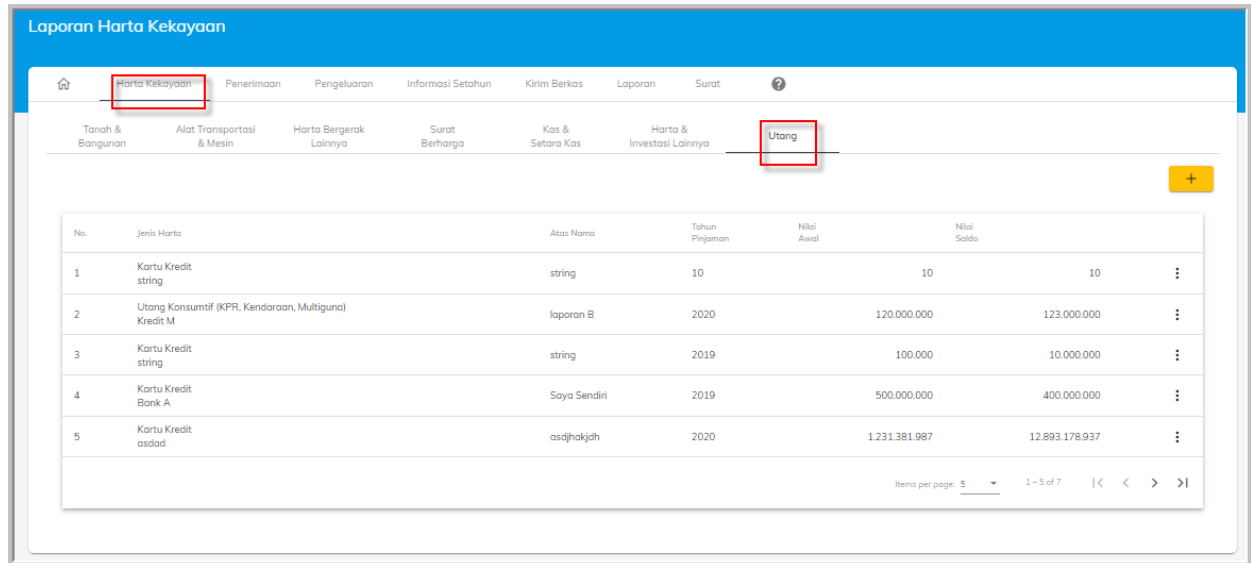 Laporan Harta Kekayaan
Harta Kekayaan Penerimaan Pengeluaran Informasi Setahun Kirim Berkas Laporan Surat ?
Tanah & Alat Transportasi Harta Bergerak Surat Kas & Harta & Utang
Bangunan & Mesin Lainnya Berharga Setara Kas Investasi Lainnya
+
No. Jenis Harta Atas Nama Tahun Nilai Nilai
Pinjaman Awal Saldo
1 Kartu Kredit string 10 10 10
string
2 Utang Konsumtif (KPR, Kendaraan, Multiguna) laporan B 2020 120.000.000 123.000.000
Kredit M
3 Kartu Kredit string 2019 100.000 10.000.000
string
4 Kartu Kredit Saya Sendiri 2019 500.000.000 400.000.000
Bank A
5 Kartu Kredit asdjhakjdh 2020 1.231.381.987 12.893.178.937
asdad
Items per page: 5 1 – 5 of 7